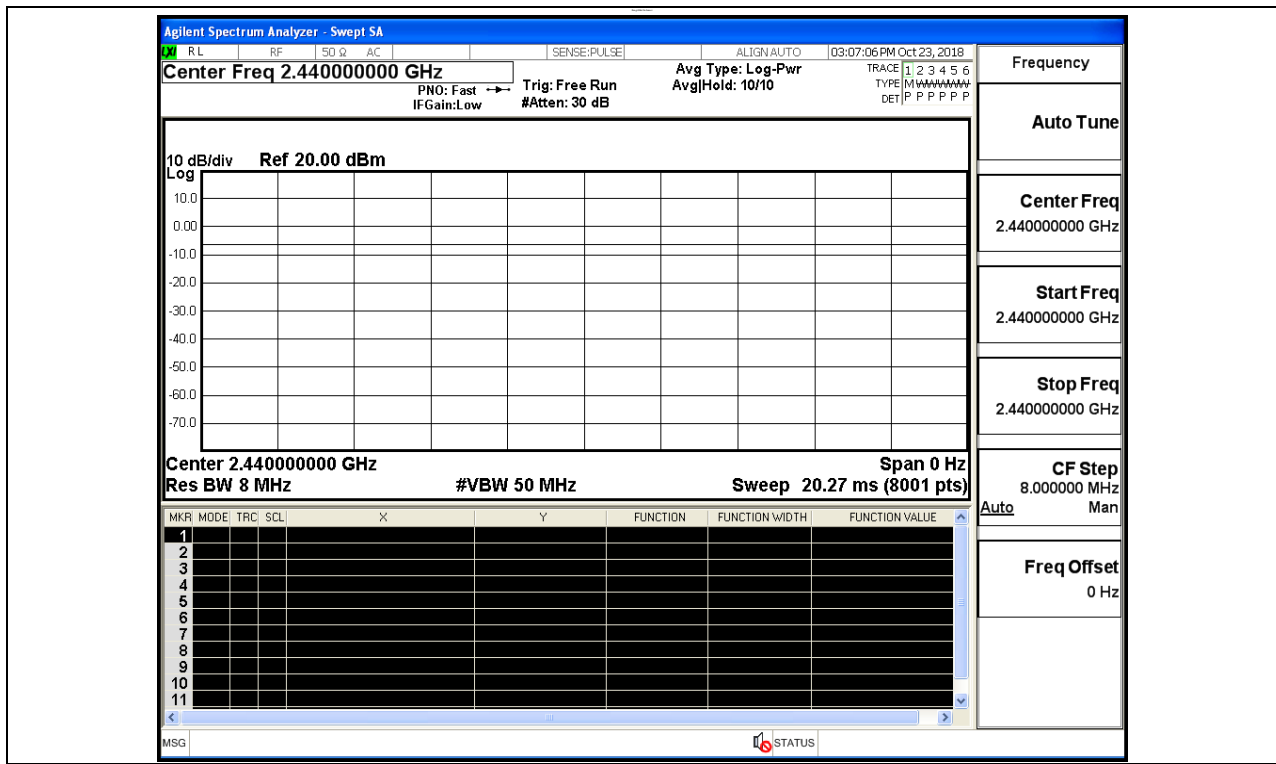 Agilent Spectrum Analyzer - Swept SA
LXI RL RF 50 Ω AC SENSE:PULSE ALIGN AUTO 03:07:06 PM Oct 23, 2018
Center Freq 2.440000000 GHz
PNO: Fast
IFGain:Low
Trig: Free Run
#Atten: 30 dB
Avg Type: Log-Pwr
Avg|Hold: 10/10
TRACE 1 2 3 4 5 6
TYPE M W W W W W
DET P P P P P P
10 dB/div Ref 20.00 dBm
Log
10.0
0.00
-10.0
-20.0
-30.0
-40.0
-50.0
-60.0
-70.0
Center 2.440000000 GHz Span 0 Hz
Res BW 8 MHz #VBW 50 MHz Sweep 20.27 ms (8001 pts)
MKR MODE TRC SCL X Y FUNCTION FUNCTION WIDTH FUNCTION VALUE
1
2
3
4
5
6
7
8
9
10
11
MSG STATUS
Frequency
Auto Tune
Center Freq
2.440000000 GHz
Start Freq
2.440000000 GHz
Stop Freq
2.440000000 GHz
CF Step
8.000000 MHz
Auto Man
Freq Offset
0 Hz